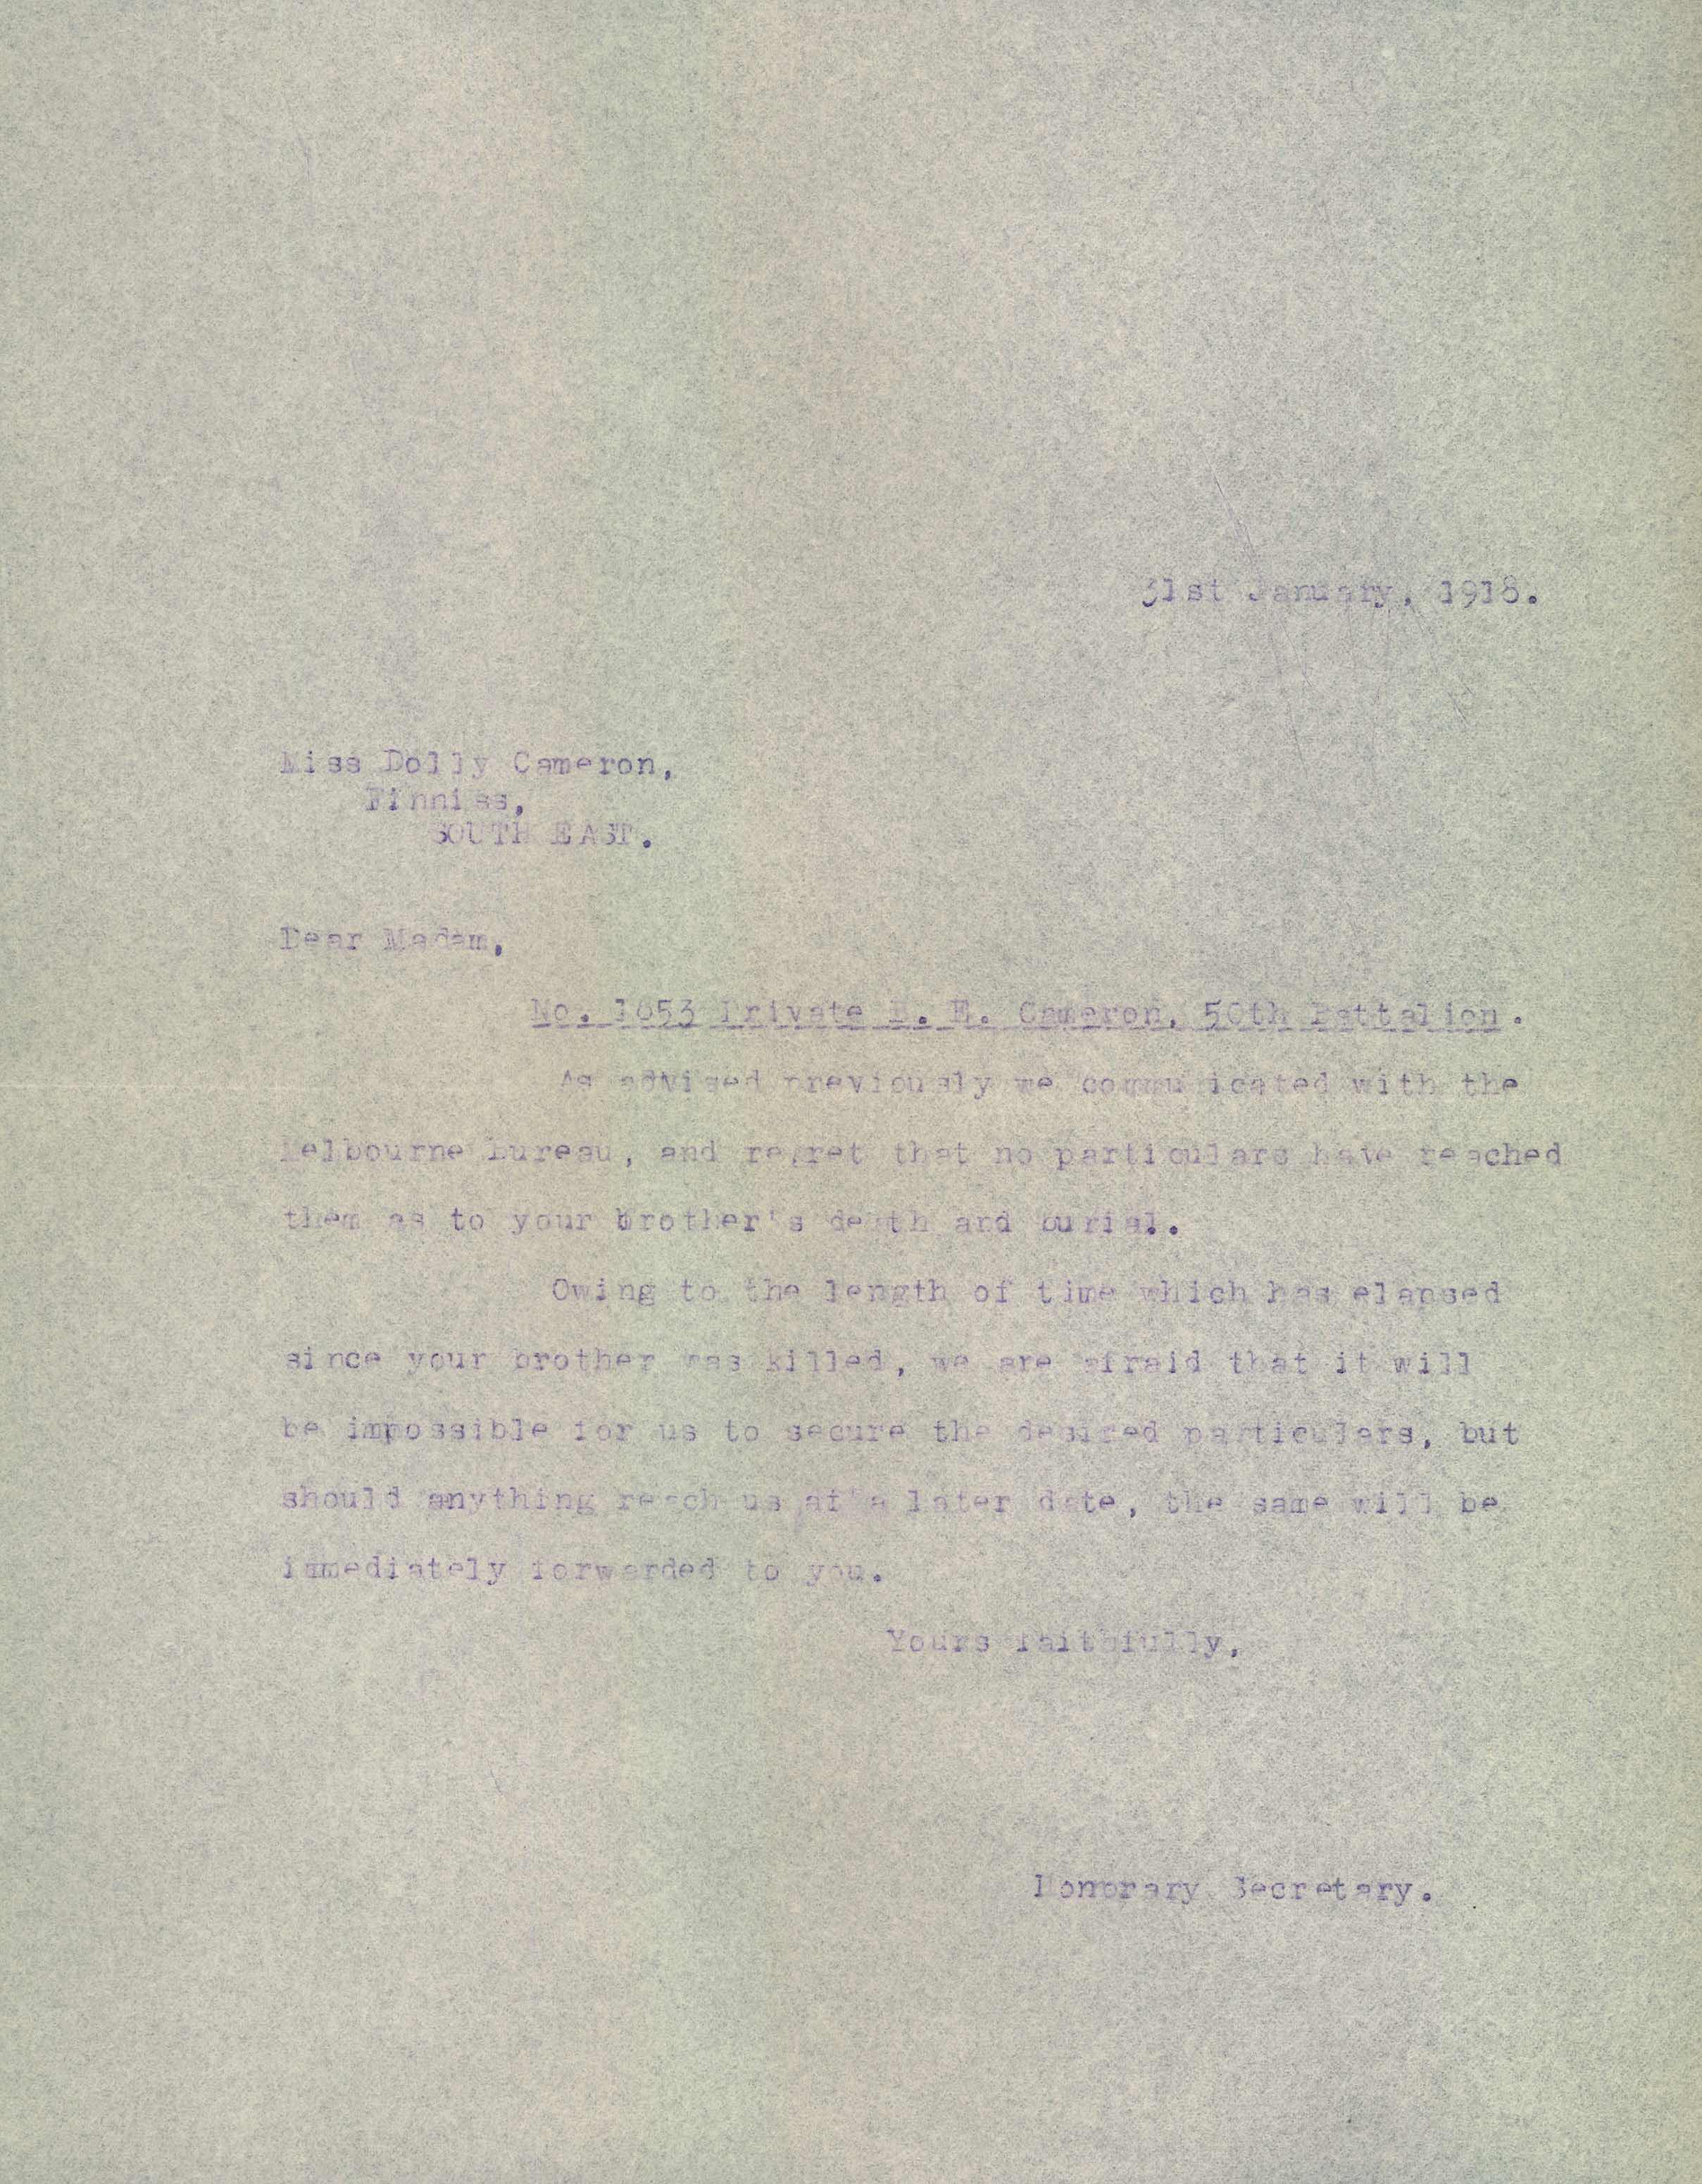 31st January, 1918.
Miss Dolly Cameron,
Finniss,
SOUTH EAST.
Dear Madam,
No. 1653 Private E. E. Cameron, 50th Battalion.
As advised previously we communicated with the
Melbourne Bureau, and regret that no particulars have reached
them as to your brother's death and burial.
Owing to the length of time which has elapsed
since your brother was killed, we are afraid that it will
be impossible for us to secure the desired particulars, but
should anything reach us at a later date, the same will be
immediately forwarded to you.
Yours faithfully,
Honorary Secretary.